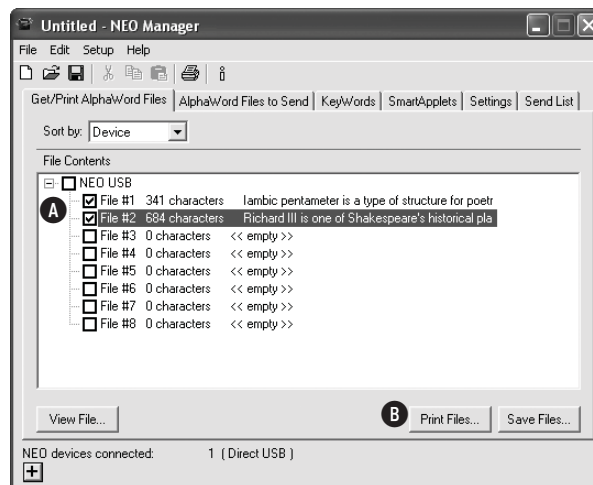 Untitled - NEO Manager
File Edit Setup Help
Get/Print AlphaWord Files AlphaWord Files to Send KeyWords SmartApplets Settings Send List
Sort by: Device
File Contents
NEO USB
A File #1 341 characters Iambic pentameter is a type of structure for poetr
File #2 684 characters Richard III is one of Shakespeare's historical pla
File #3 0 characters << empty >>
File #4 0 characters << empty >>
File #5 0 characters << empty >>
File #6 0 characters << empty >>
File #7 0 characters << empty >>
File #8 0 characters << empty >>
View File... B Print Files... Save Files...
NEO devices connected: 1 ( Direct USB )